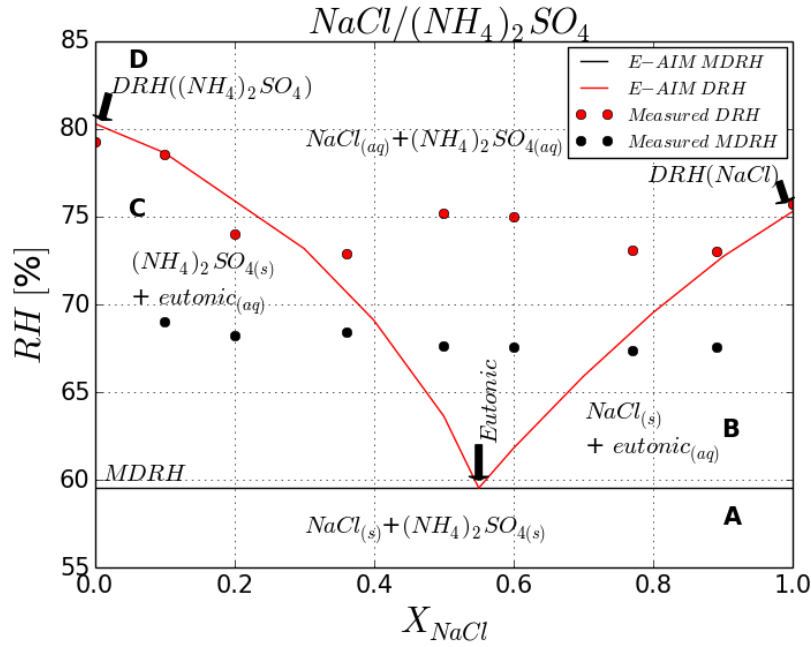 NaCl/(NH4)2SO4
85
80
75
70
65
60
55
RH [%]
D
DRH((NH4)2SO4)
E-AIM MDRH
E-AIM DRH
Measured DRH
Measured MDRH
NaCl(aq)+(NH4)2SO4(aq)
DRH(NaCl)
C
(NH4)2SO4(s)
+ eutonic(aq)
Eutonic
NaCl(s)
+ eutonic(aq)
B
MDRH
A
NaCl(s)+(NH4)2SO4(s)
0.0 0.2 0.4 0.6 0.8 1.0
XNaCl